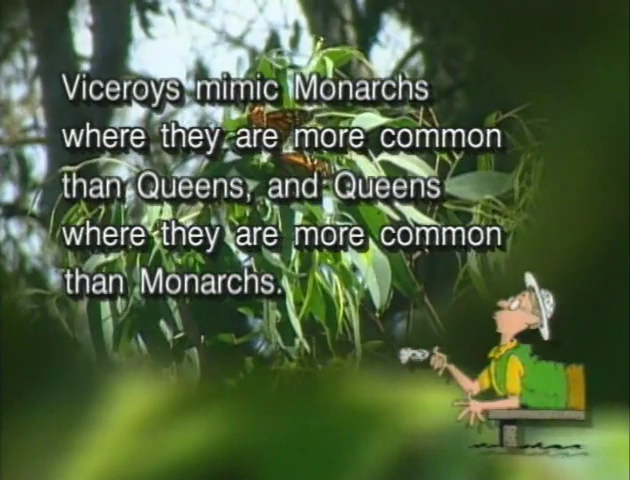 Viceroys mimic Monarchs
where they are more common
than Queens, and Queens
where they are more common
than Monarchs.